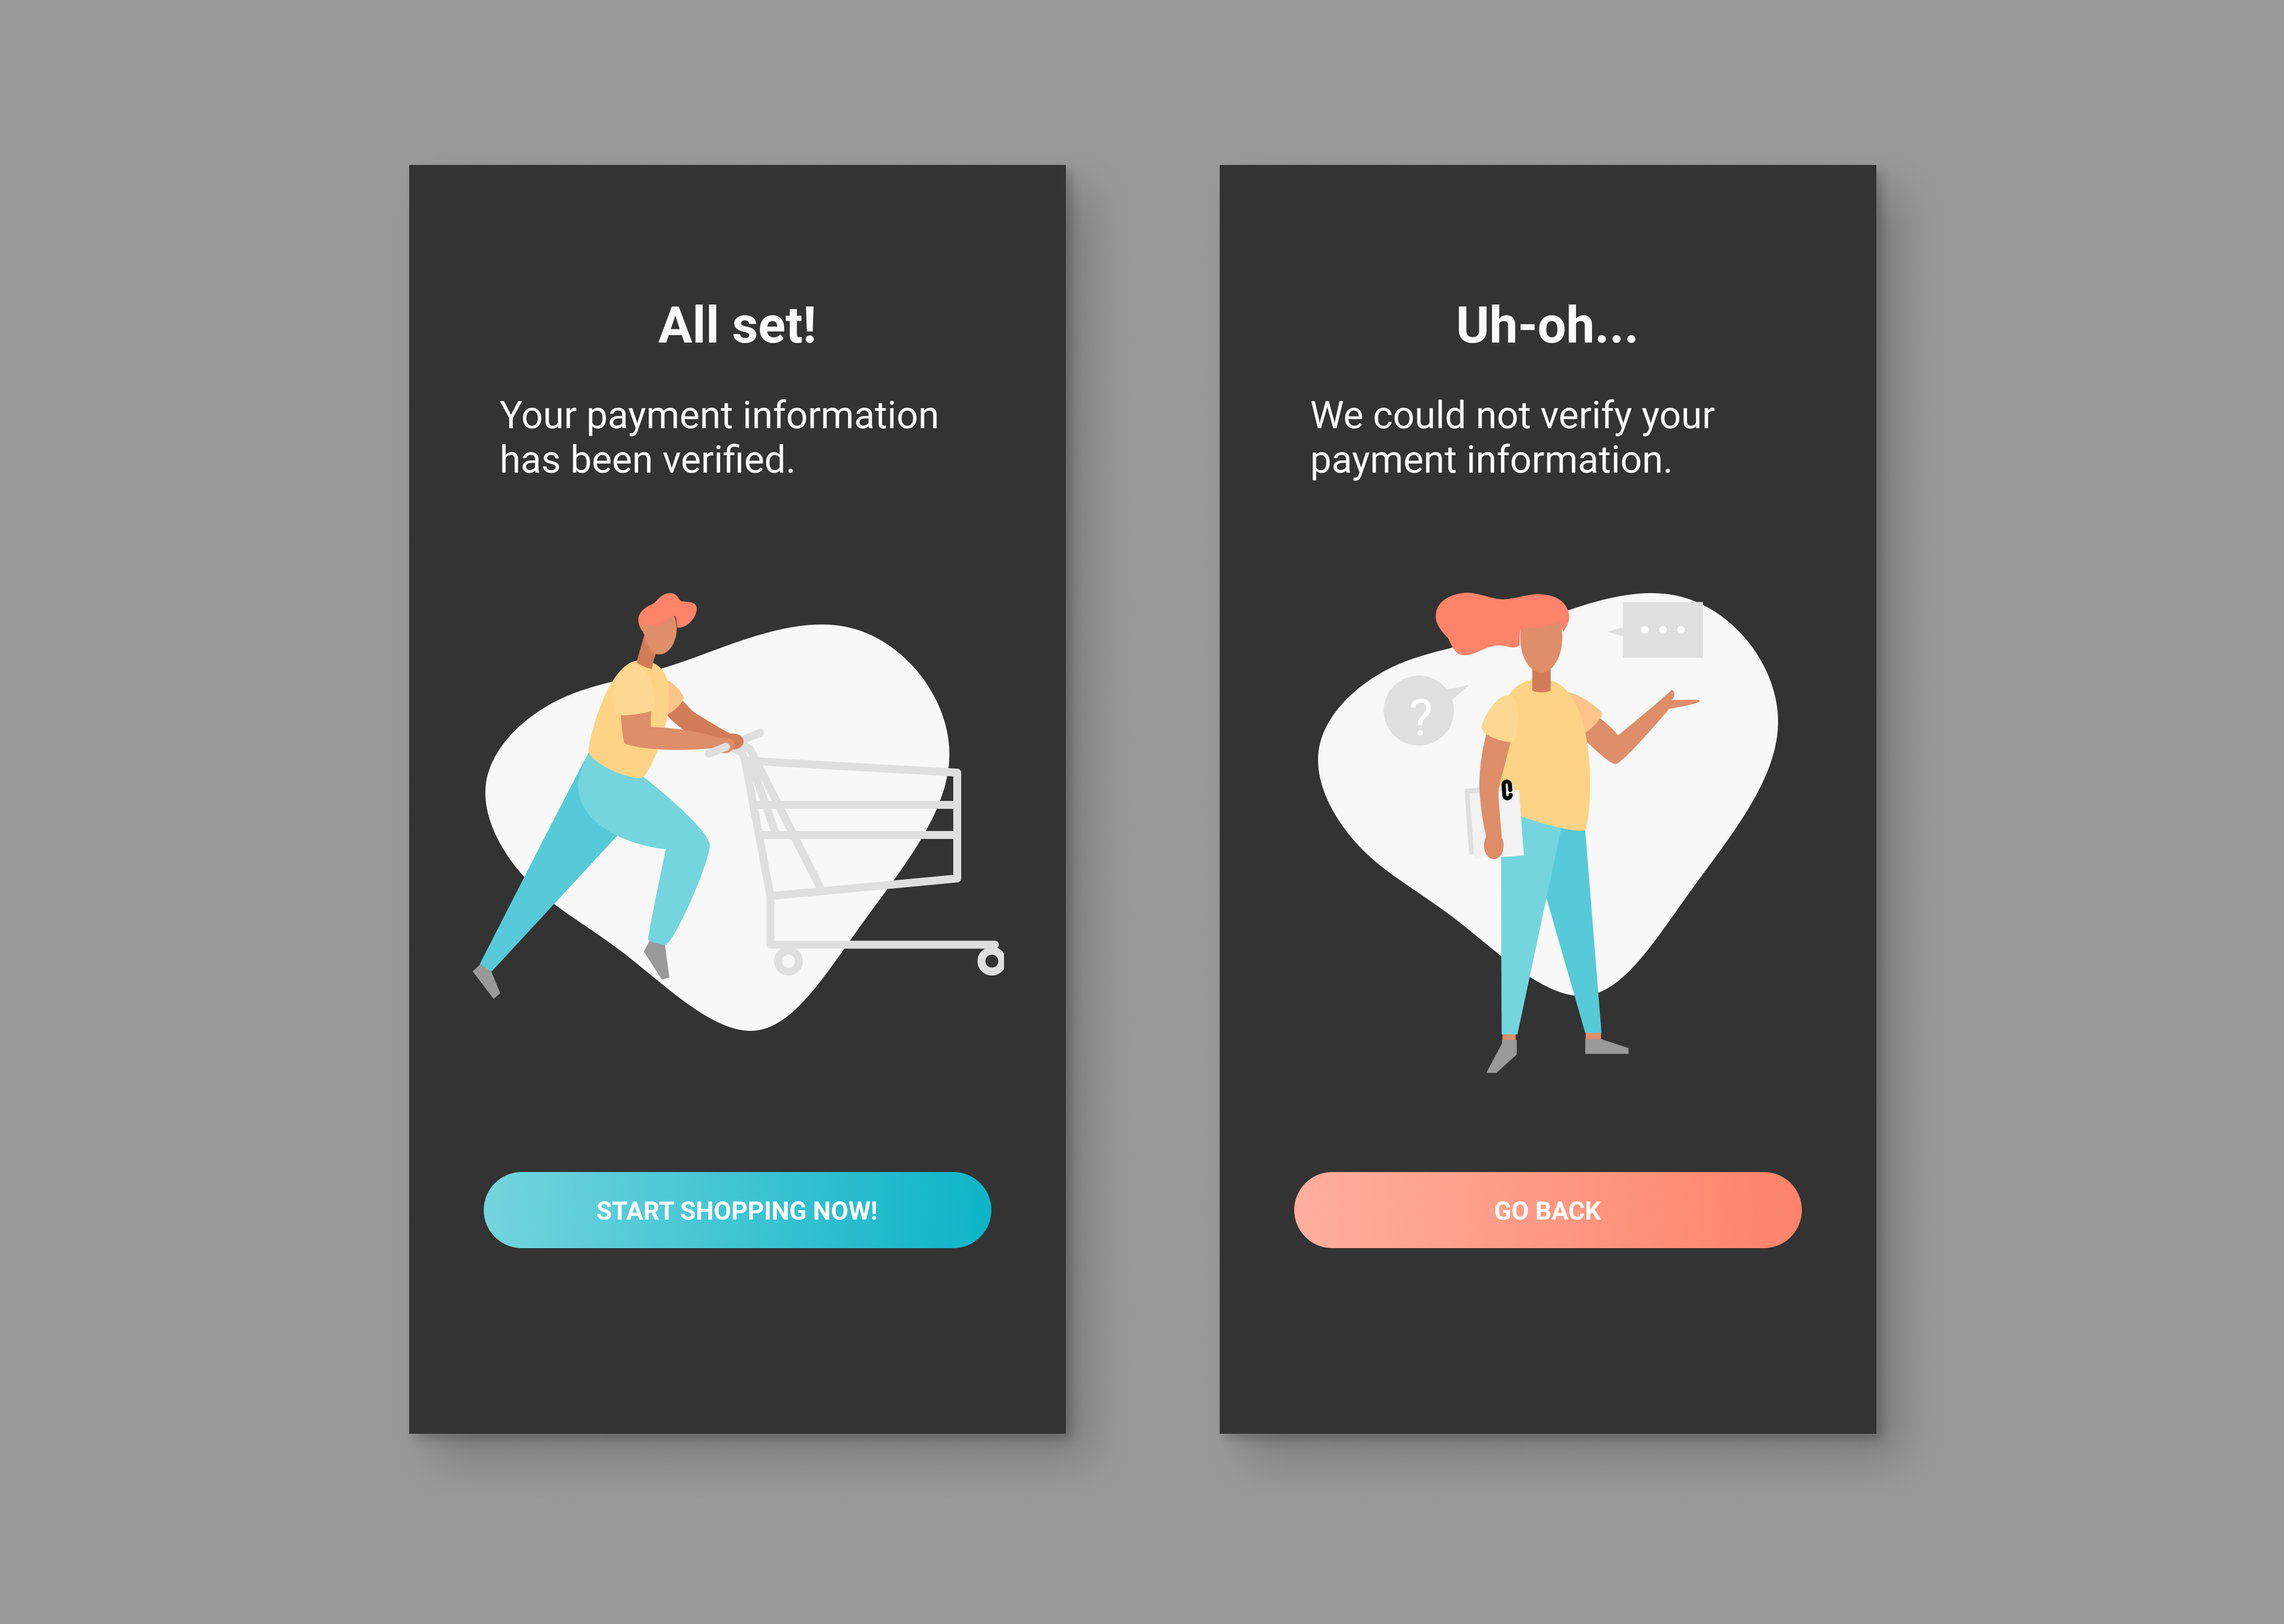 All set!
Your payment information
has been verified.
START SHOPPING NOW!
Uh-oh...
We could not verify your
payment information.
?
GO BACK